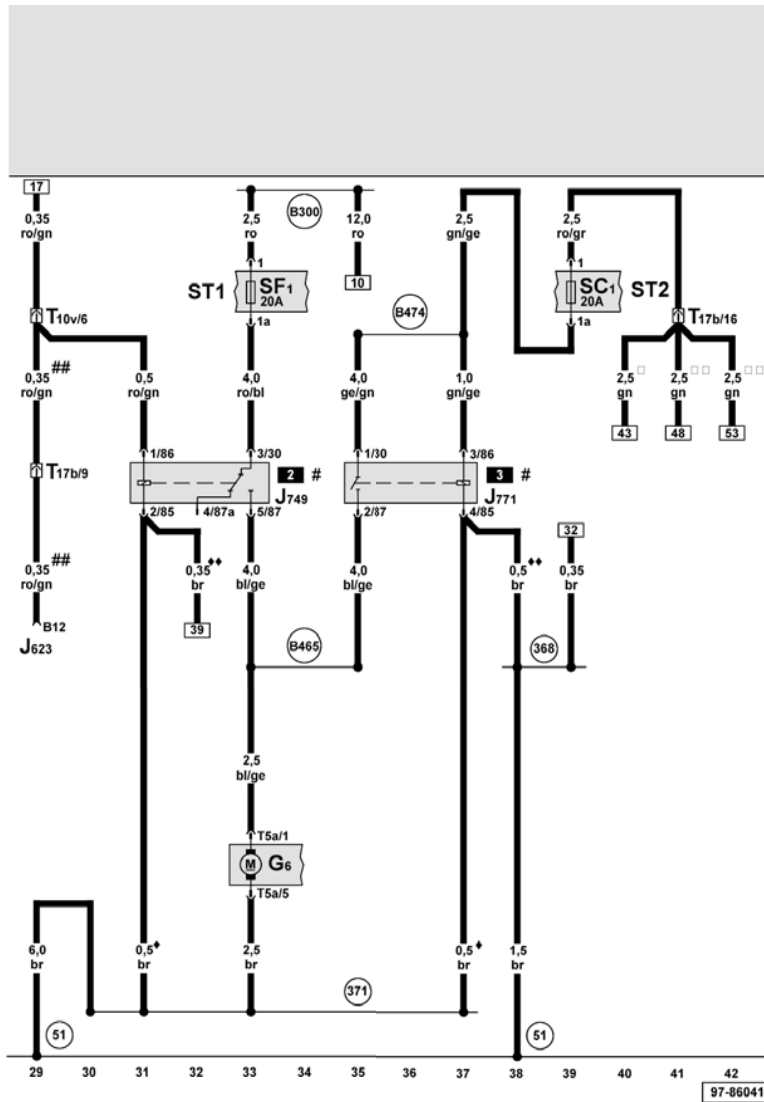 17
B300
0,35
ro/gn
2,5
ro
12,0
ro
2,5
gn/ge
2,5
ro/gr
1
1
10
ST1
SF1
20A
SC1
20A
ST2
T10v/6
1a
B474
1a
T17b/16
0,35 ##
ro/gn
0,5
ro/gn
4,0
ro/bl
4,0
ge/gn
1,0
gn/ge
2,5 □
gn
2,5 □ □
gn
2,5 □ □
gn
43
48
53
1/86
3/30
1/30
3/86
T17b/9
2 #
J749
3 #
J771
2/85
4/87a
5/87
2/87
4/85
32
0,35 ##
ro/gn
0,35 ♦♦
br
4,0
bl/ge
4,0
bl/ge
0,5 ♦♦
br
0,35
br
B12
39
J623
B465
368
2,5
bl/ge
T5a/1
M
G6
T5a/5
6,0
br
0,5 ♦
br
2,5
br
0,5 ♦
br
1,5
br
371
51
51
29 30 31 32 33 34 35 36 37 38 39 40 41 42
97-86041